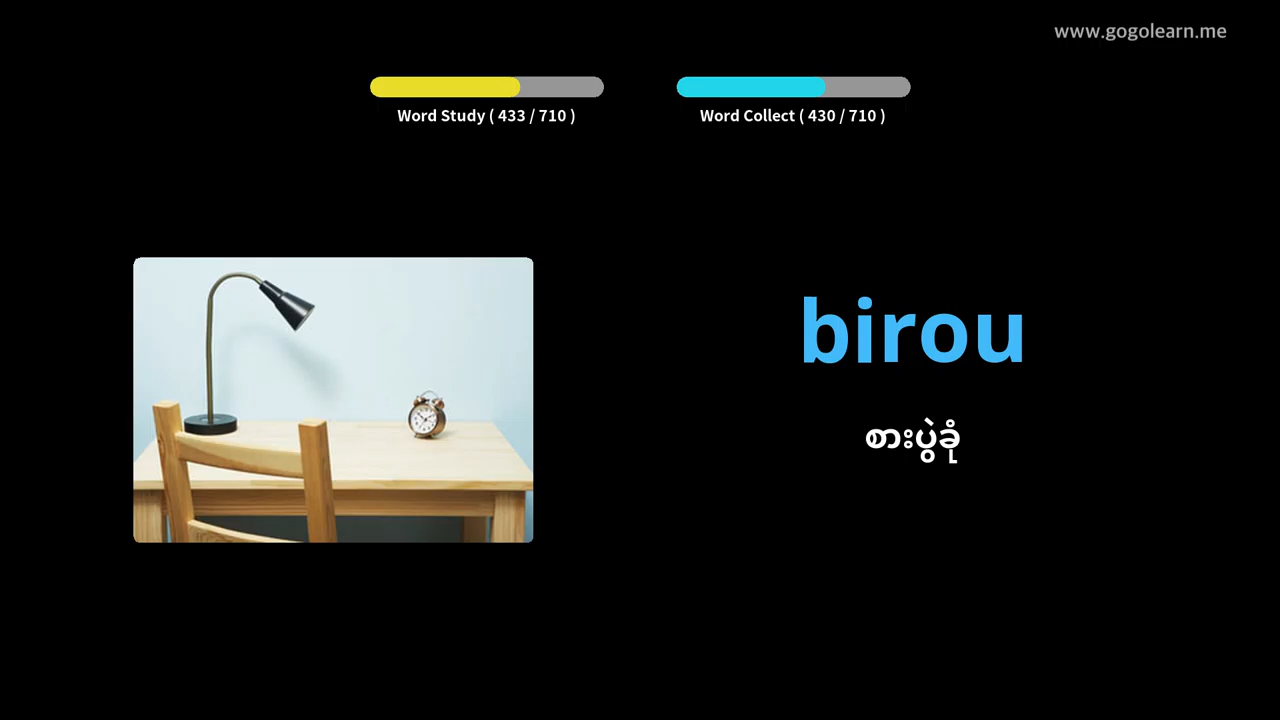 www.gogolearn.me
Word Study ( 433 / 710 )
Word Collect ( 430 / 710 )
birou
စားပွဲခုံ